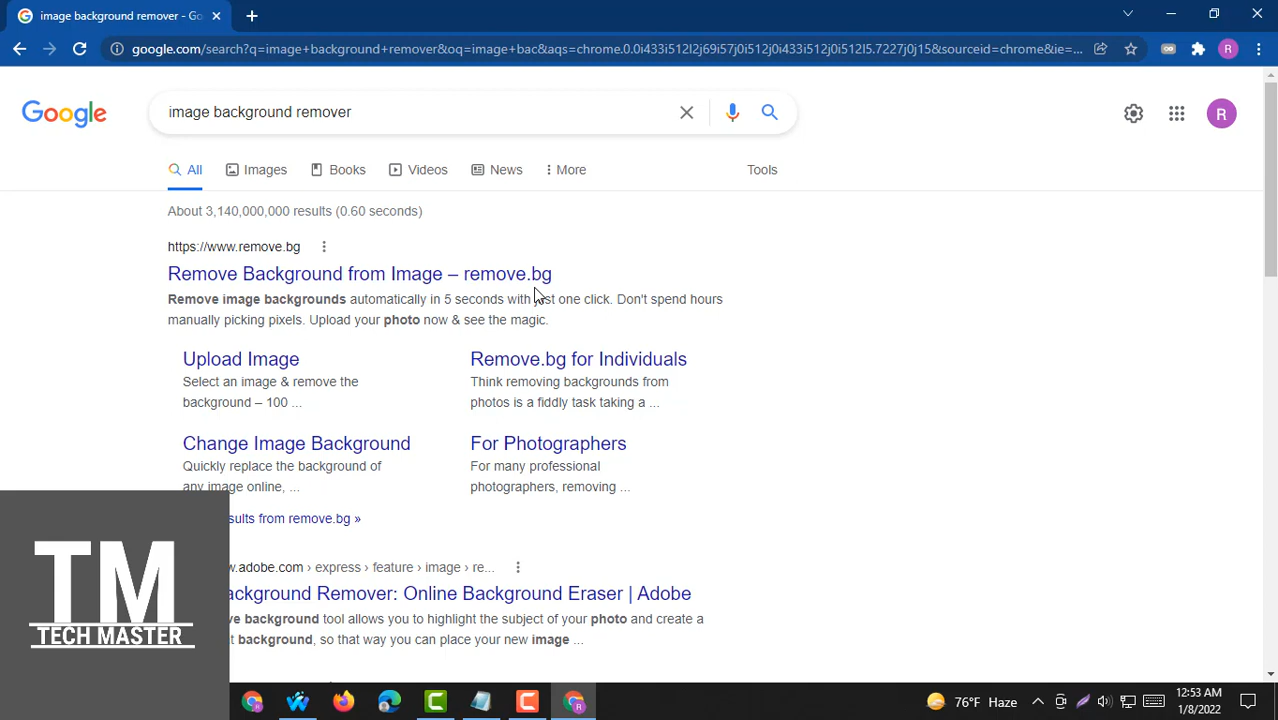 image background remover - Go
google.com/search?q=image+background+remover&oq=image+bac&aqs=chrome.0.0i433i512l2j69i57j0i512j0i433i512j0i512l5.7227j0j15&sourceid=chrome&ie=...
R
Google
image background remover
R
All
Images
Books
Videos
News
More
Tools
About 3,140,000,000 results (0.60 seconds)
https://www.remove.bg
Remove Background from Image – remove.bg
Remove image backgrounds automatically in 5 seconds with just one click. Don't spend hours
manually picking pixels. Upload your photo now & see the magic.
Upload Image
Select an image & remove the
background – 100 ...
Remove.bg for Individuals
Think removing backgrounds from
photos is a fiddly task taking a ...
Change Image Background
Quickly replace the background of
any image online, ...
For Photographers
For many professional
photographers, removing ...
sults from remove.bg »
w.adobe.com › express › feature › image › re...
ackground Remover: Online Background Eraser | Adobe
ve background tool allows you to highlight the subject of your photo and create a
t background, so that way you can place your new image ...
TM
TECH MASTER
76°F Haze
12:53 AM
1/8/2022